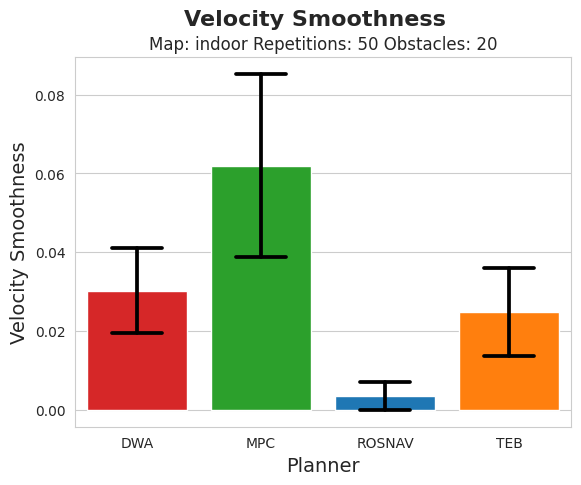 Velocity Smoothness
Map: indoor Repetitions: 50 Obstacles: 20
Velocity Smoothness
0.08
0.06
0.04
0.02
0.00
DWA
MPC
ROSNAV
TEB
Planner